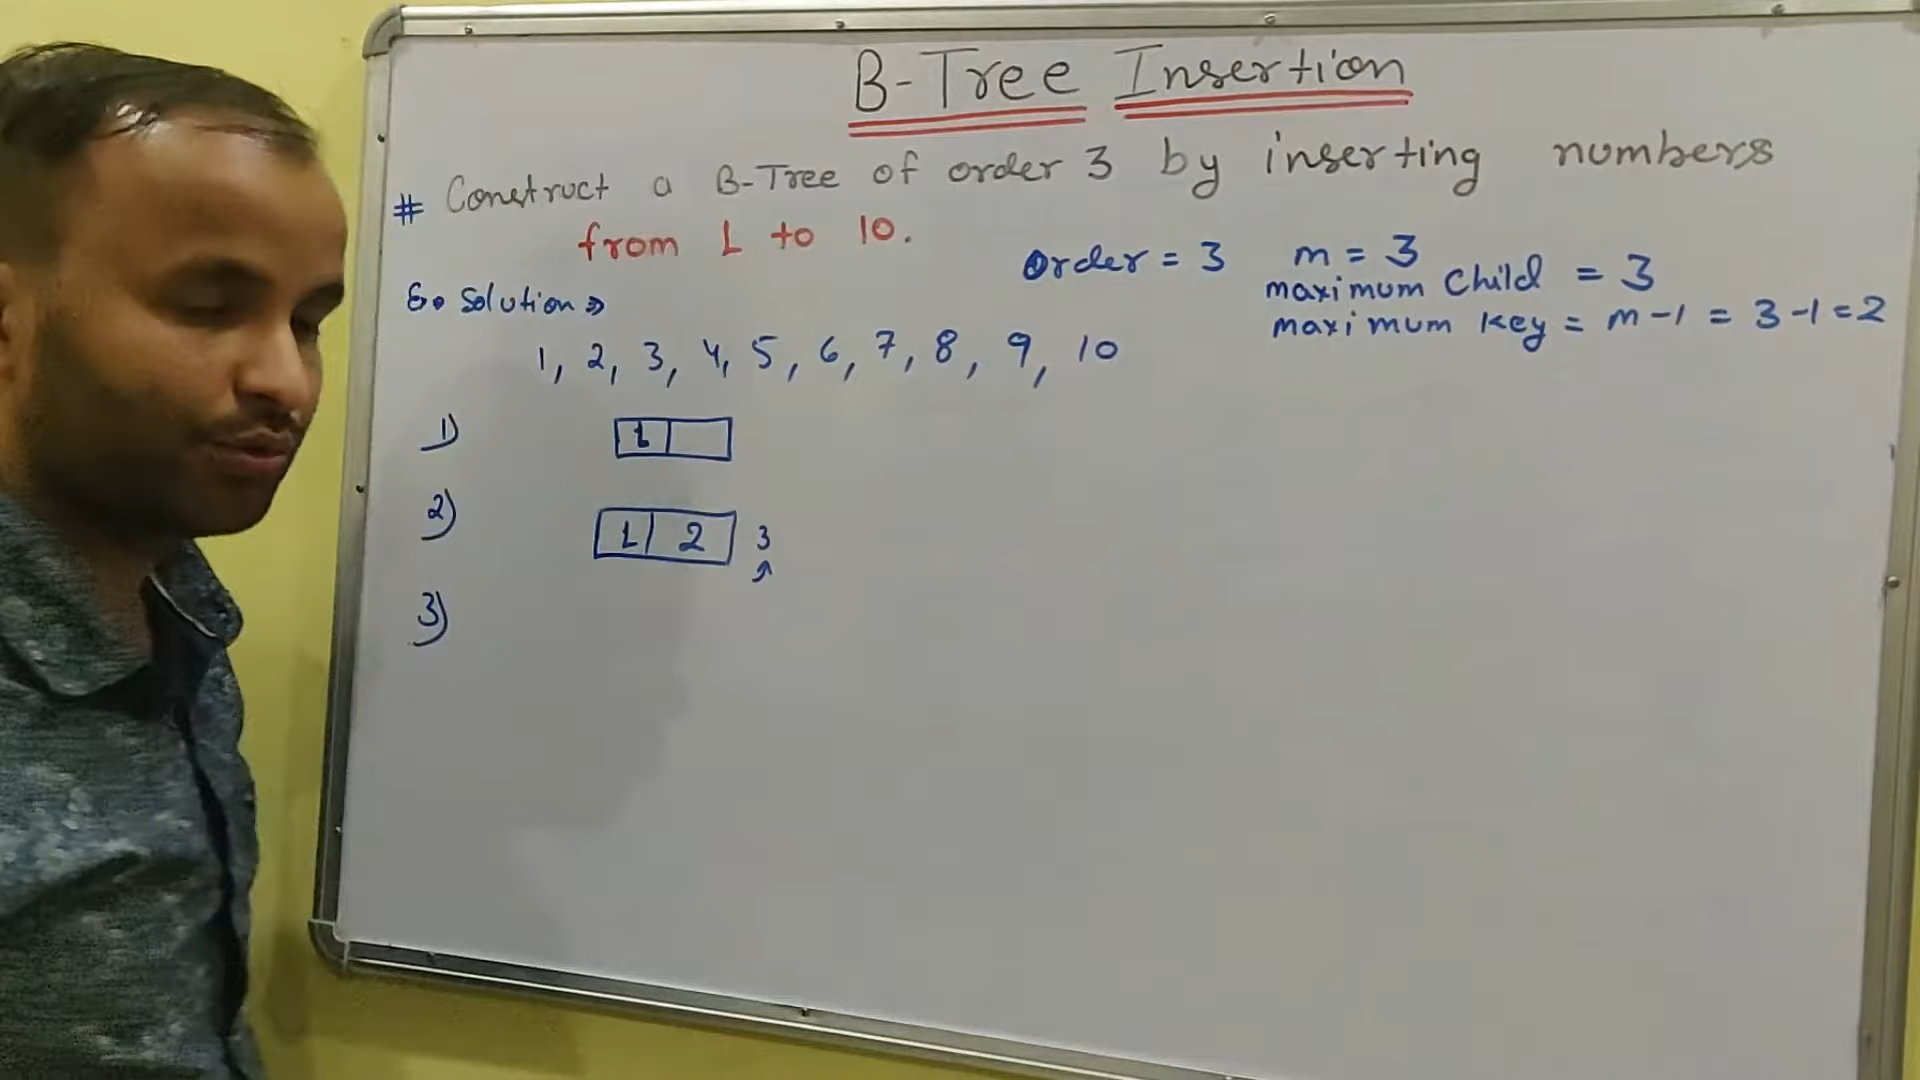 B-Tree Insertion
# Construct a B-Tree of order 3 by inserting numbers
from 1 to 10.
order = 3 m = 3
maximum child = 3
Solution ⇒
maximum key = m-1 = 3-1=2
1, 2, 3, 4, 5, 6, 7, 8, 9, 10
1) 1
2) 1 2 3
3)